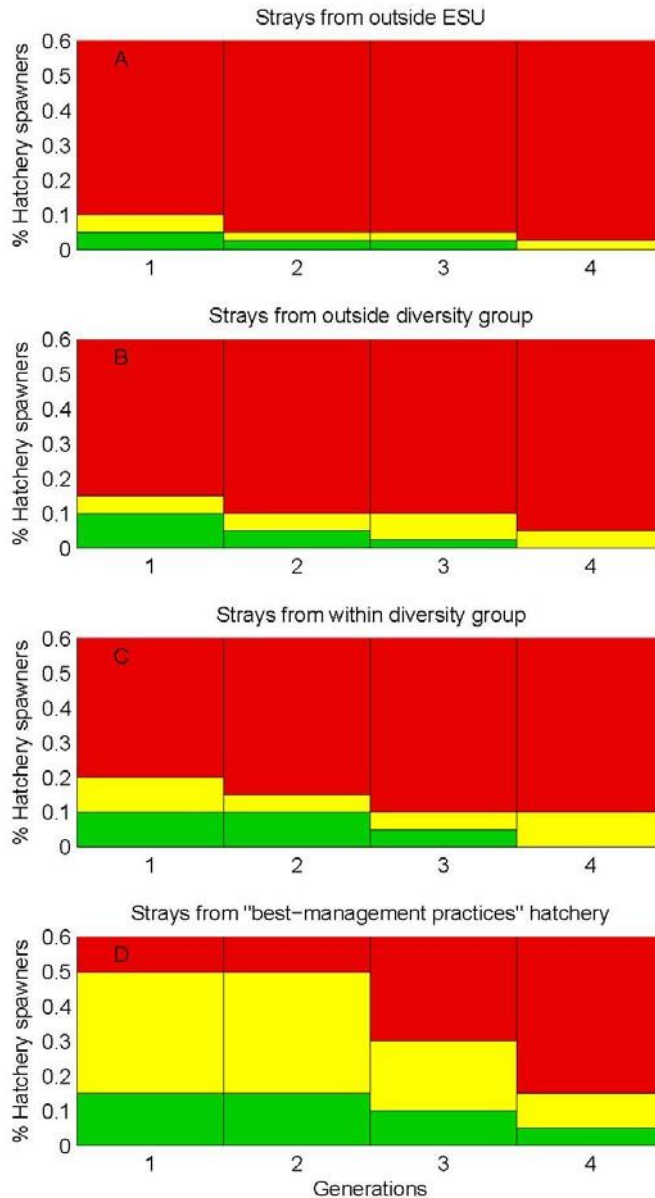 Strays from outside ESU
A
% Hatchery spawners
0.6
0.5
0.4
0.3
0.2
0.1
0
1 2 3 4
Strays from outside diversity group
B
% Hatchery spawners
0.6
0.5
0.4
0.3
0.2
0.1
0
1 2 3 4
Strays from within diversity group
C
% Hatchery spawners
0.6
0.5
0.4
0.3
0.2
0.1
0
1 2 3 4
Strays from "best−management practices" hatchery
D
% Hatchery spawners
0.6
0.5
0.4
0.3
0.2
0.1
0
1 2 3 4
Generations